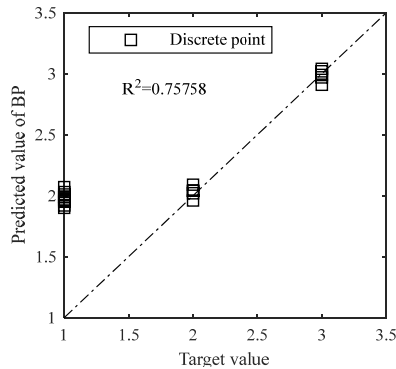 3.5
Discrete point
R²=0.75758
3
2.5
2
1.5
1
Predicted value of BP
1 1.5 2 2.5 3 3.5
Target value